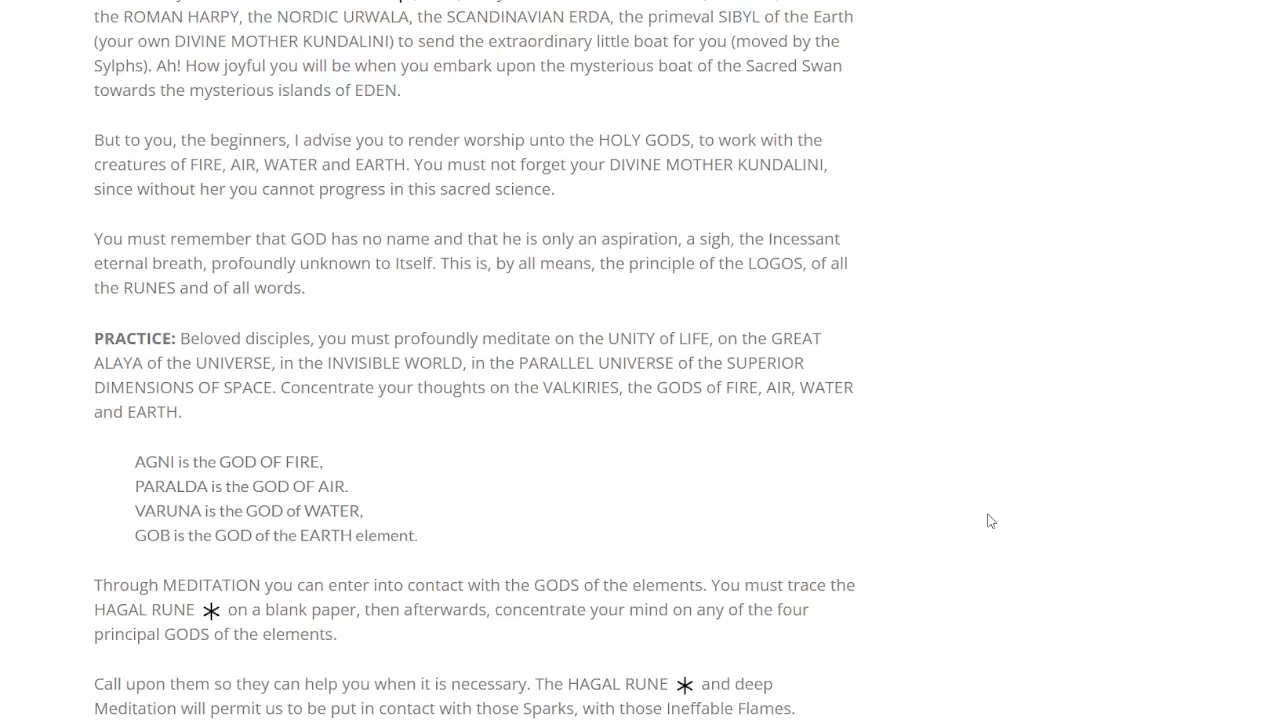 the ROMAN HARPY, the NORDIC URWALA, the SCANDINAVIAN ERDA, the primeval SIBYL of the Earth
(your own DIVINE MOTHER KUNDALINI) to send the extraordinary little boat for you (moved by the
Sylphs). Ah! How joyful you will be when you embark upon the mysterious boat of the Sacred Swan
towards the mysterious islands of EDEN.
But to you, the beginners, I advise you to render worship unto the HOLY GODS, to work with the
creatures of FIRE, AIR, WATER and EARTH. You must not forget your DIVINE MOTHER KUNDALINI,
since without her you cannot progress in this sacred science.
You must remember that GOD has no name and that he is only an aspiration, a sigh, the Incessant
eternal breath, profoundly unknown to Itself. This is, by all means, the principle of the LOGOS, of all
the RUNES and of all words.
PRACTICE: Beloved disciples, you must profoundly meditate on the UNITY of LIFE, on the GREAT
ALAYA of the UNIVERSE, in the INVISIBLE WORLD, in the PARALLEL UNIVERSE of the SUPERIOR
DIMENSIONS OF SPACE. Concentrate your thoughts on the VALKIRIES, the GODS of FIRE, AIR, WATER
and EARTH.
AGNI is the GOD OF FIRE,
PARALDA is the GOD OF AIR.
VARUNA is the GOD of WATER,
GOB is the GOD of the EARTH element.
Through MEDITATION you can enter into contact with the GODS of the elements. You must trace the
HAGAL RUNE ᚼ on a blank paper, then afterwards, concentrate your mind on any of the four
principal GODS of the elements.
Call upon them so they can help you when it is necessary. The HAGAL RUNE ᚼ and deep
Meditation will permit us to be put in contact with those Sparks, with those Ineffable Flames.